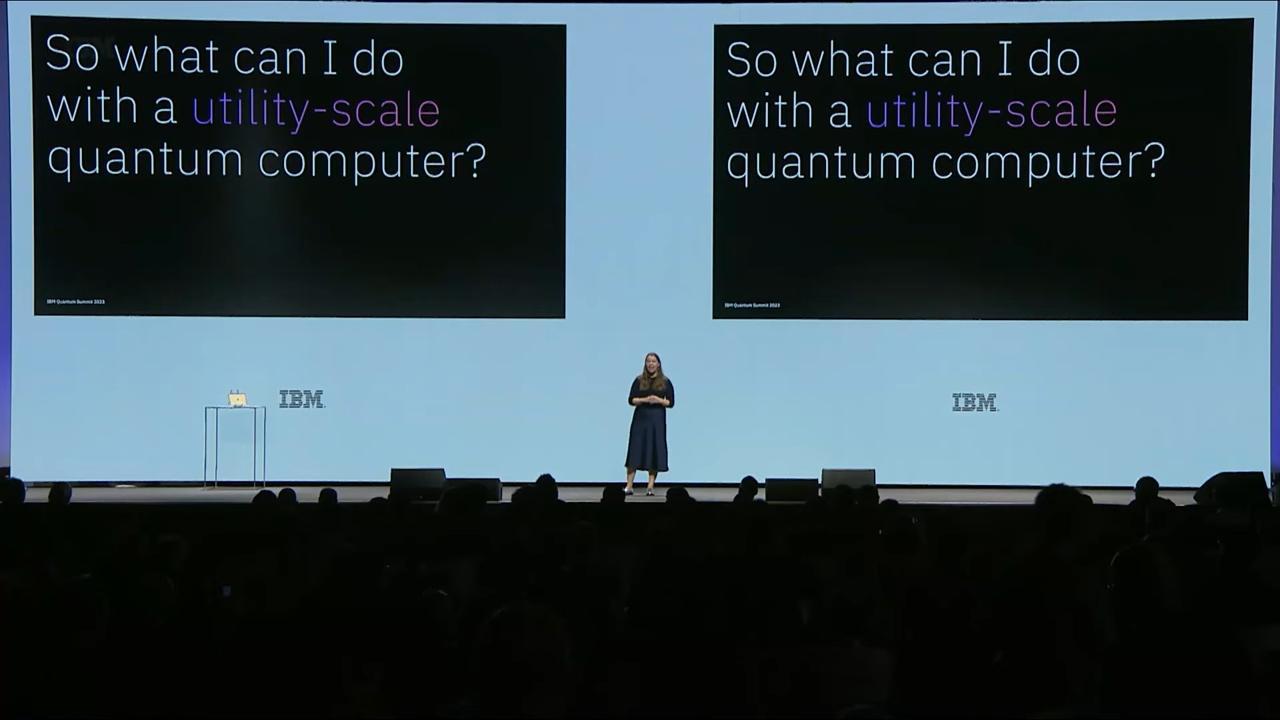 So what can I do
with a utility-scale
quantum computer?
IBM Quantum Summit 2023
So what can I do
with a utility-scale
quantum computer?
IBM Quantum Summit 2023
IBM
IBM